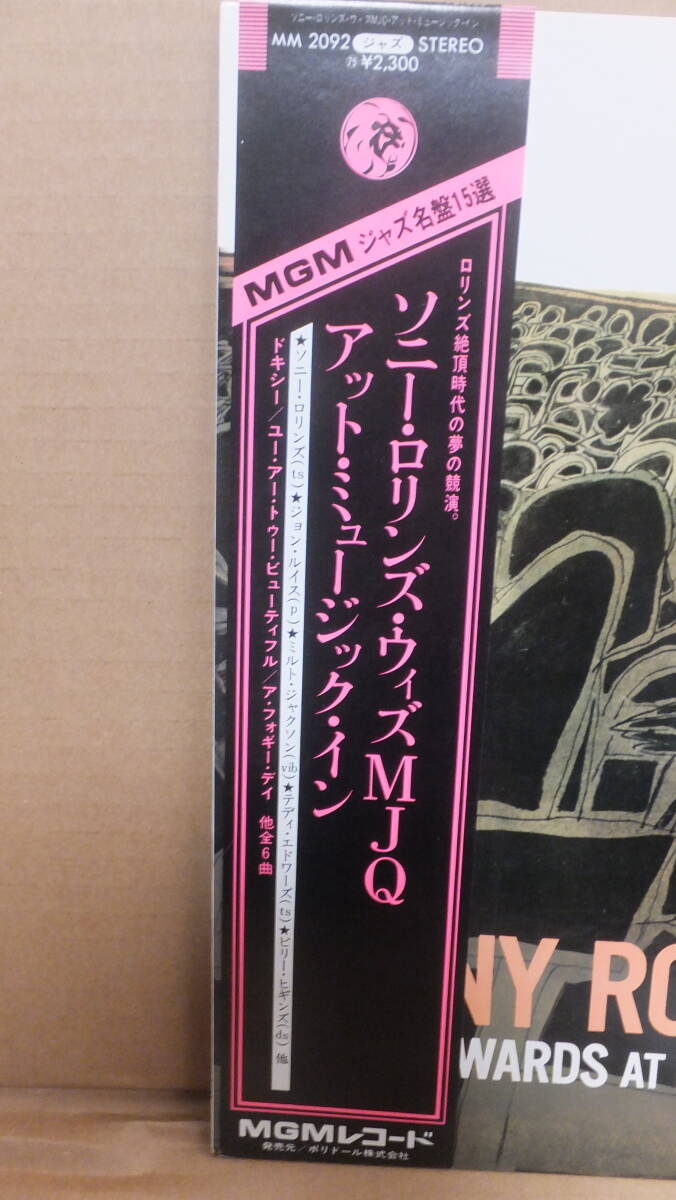 ソニー・ロリンズ・ウィズMJQ・アット・ミュージック・イン
MM 2092 ジャズ STEREO
'75 ¥2,300
MGM ジャズ名盤15選
ロリンズ絶頂時代の夢の競演。
ソニー・ロリンズ・ウィズMJQ
アット・ミュージック・イン
★ソニー・ロリンズ(ts)★ジョン・ルイス(p)★ミルト・ジャクソン(vib)★テディ・エドワーズ(ts)★ビリー・ヒギンズ(ds)他
ドキシー/ユー・アー・トゥー・ビューティフル/ア・フォギー・デイ 他全6曲
MGMレコード
発売元/ポリドール株式会社
NY RO
WARDS AT